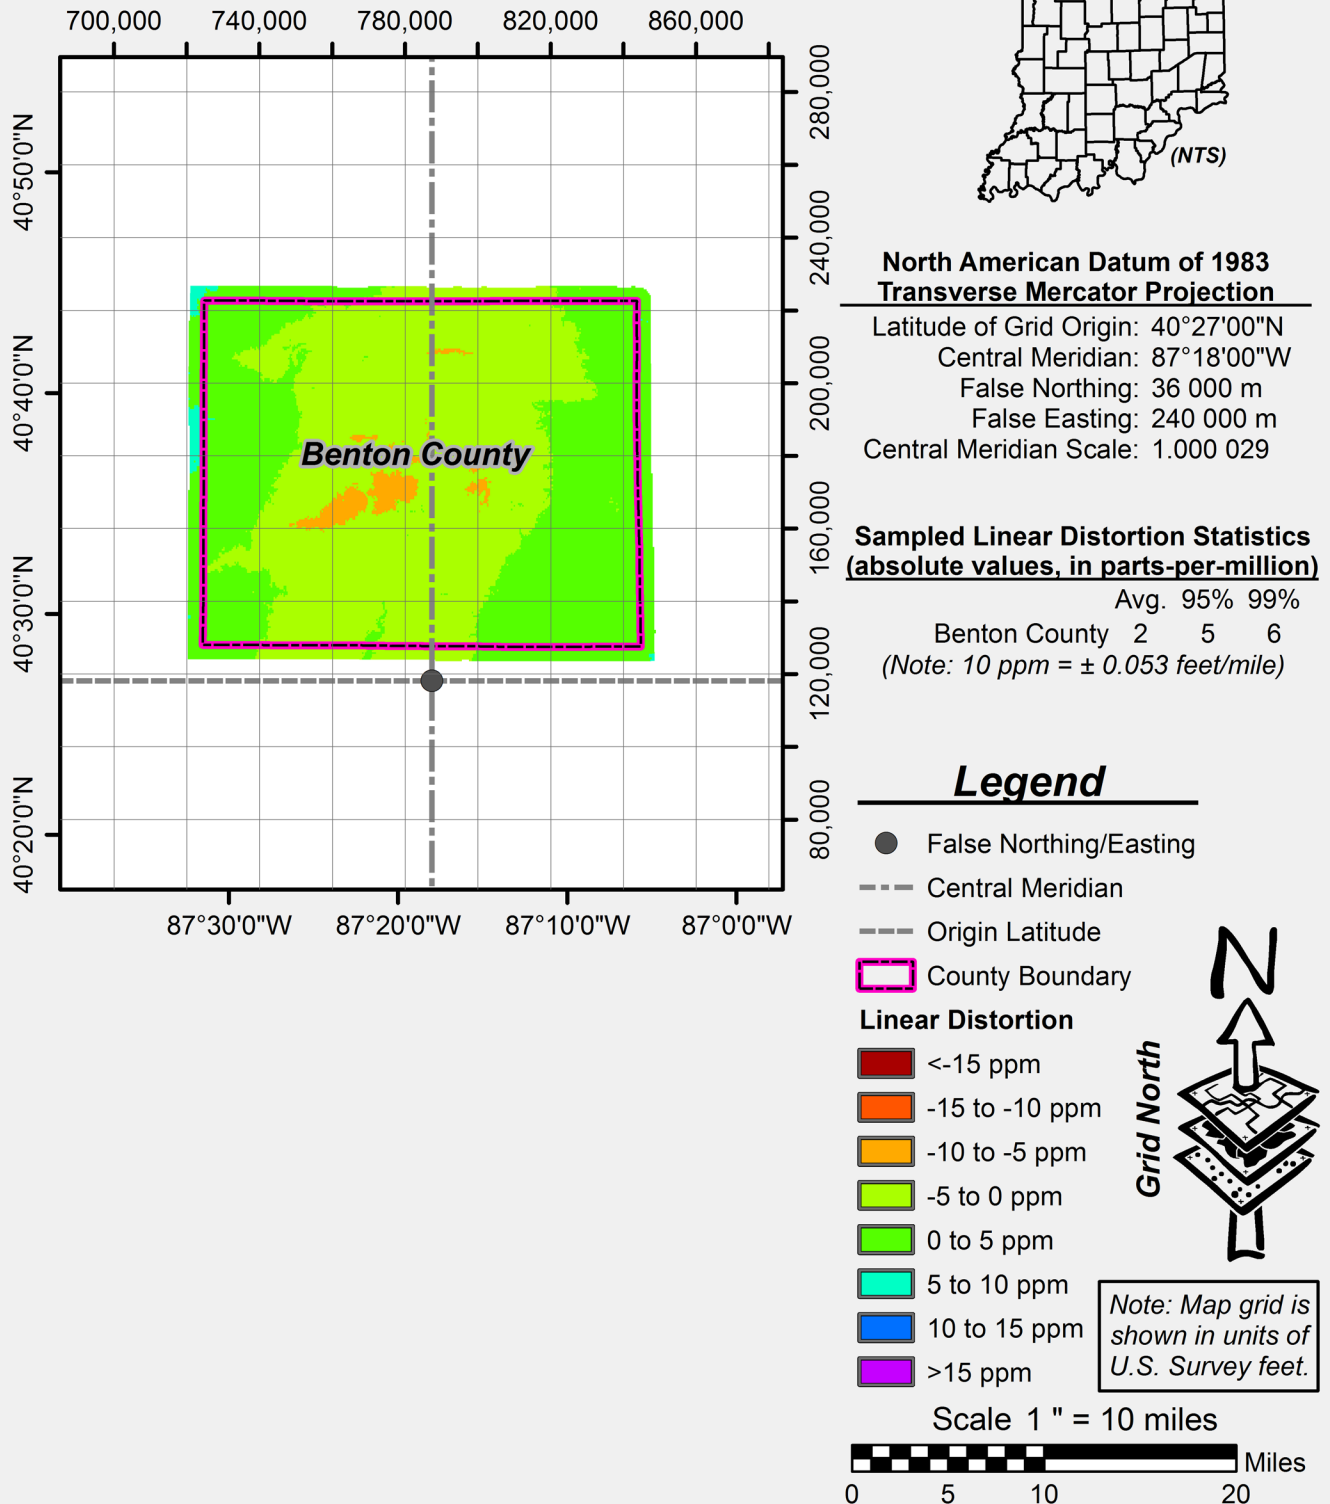 700,000 740,000 780,000 820,000 860,000
280,000
240,000
200,000
160,000
120,000
80,000
40°50'0"N
40°40'0"N
40°30'0"N
40°20'0"N
Benton County
87°30'0"W 87°20'0"W 87°10'0"W 87°0'0"W
(NTS)
North American Datum of 1983
Transverse Mercator Projection
Latitude of Grid Origin: 40°27'00"N
Central Meridian: 87°18'00"W
False Northing: 36 000 m
False Easting: 240 000 m
Central Meridian Scale: 1.000 029
Sampled Linear Distortion Statistics
(absolute values, in parts-per-million)
Avg. 95% 99%
Benton County 2 5 6
(Note: 10 ppm = ± 0.053 feet/mile)
Legend
False Northing/Easting
Central Meridian
Origin Latitude
County Boundary
Linear Distortion
<-15 ppm
-15 to -10 ppm
-10 to -5 ppm
-5 to 0 ppm
0 to 5 ppm
5 to 10 ppm
10 to 15 ppm
>15 ppm
N
Grid North
Note: Map grid is
shown in units of
U.S. Survey feet.
Scale 1 " = 10 miles
Miles
0 5 10 20